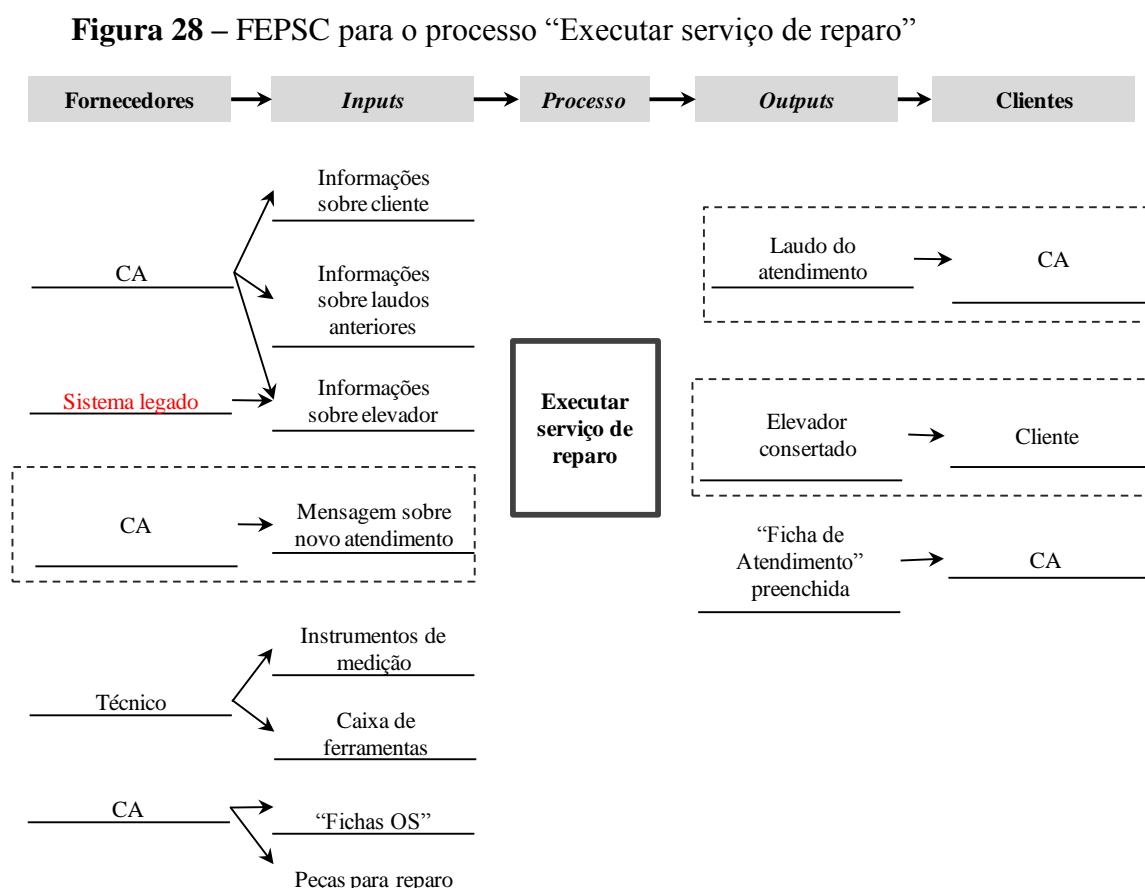 Figura 28 – FEPSC para o processo “Executar serviço de reparo”
Fornecedores
Inputs
Processo
Outputs
Clientes
Informações
sobre cliente
CA
Informações
sobre laudos
anteriores
Sistema legado
Informações
sobre elevador
CA
Mensagem sobre
novo atendimento
Técnico
Instrumentos de
medição
Caixa de
ferramentas
CA
“Fichas OS”
Peças para reparo
Executar
serviço de
reparo
Laudo do
atendimento
CA
Elevador
consertado
Cliente
“Ficha de
Atendimento”
preenchida
CA